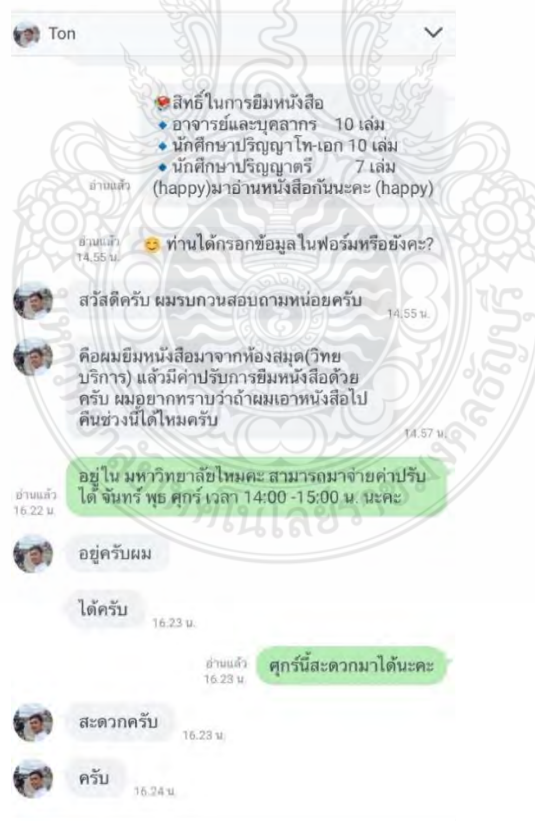 Ton
สิทธิ์ในการยืมหนังสือ
อาจารย์และบุคลากร 10 เล่ม
นักศึกษาปริญญาโท-เอก 10 เล่ม
นักศึกษาปริญญาตรี 7 เล่ม
(happy)มาอ่านหนังสือกันนะคะ (happy)
อ่านแล้ว
ท่านได้กรอกข้อมูลในฟอร์มหรือยังคะ?
อ่านแล้ว
14.55 น.
สวัสดีครับ ผมรบกวนสอบถามหน่อยครับ
14.55 น.
คือผมยืมหนังสือมาจากห้องสมุด(วิทย
บริการ) แล้วมีค่าปรับการยืมหนังสือด้วย
ครับ ผมอยากทราบว่าถ้าผมเอาหนังสือไป
คืนช่วงนี้ได้ไหมครับ
14.57 น.
อยู่ใน มหาวิทยาลัยไหมคะ สามารถมาจ่ายค่าปรับ
ได้ จันทร์ พุธ ศุกร์ เวลา 14:00 -15:00 น. นะคะ
อ่านแล้ว
16.22 น.
อยู่ครับผม
ได้ครับ
16.23 น.
ศุกร์นี้สะดวกมาได้นะคะ
อ่านแล้ว
16.23 น
สะดวกครับ
16.23 น.
ครับ
16.24 น.